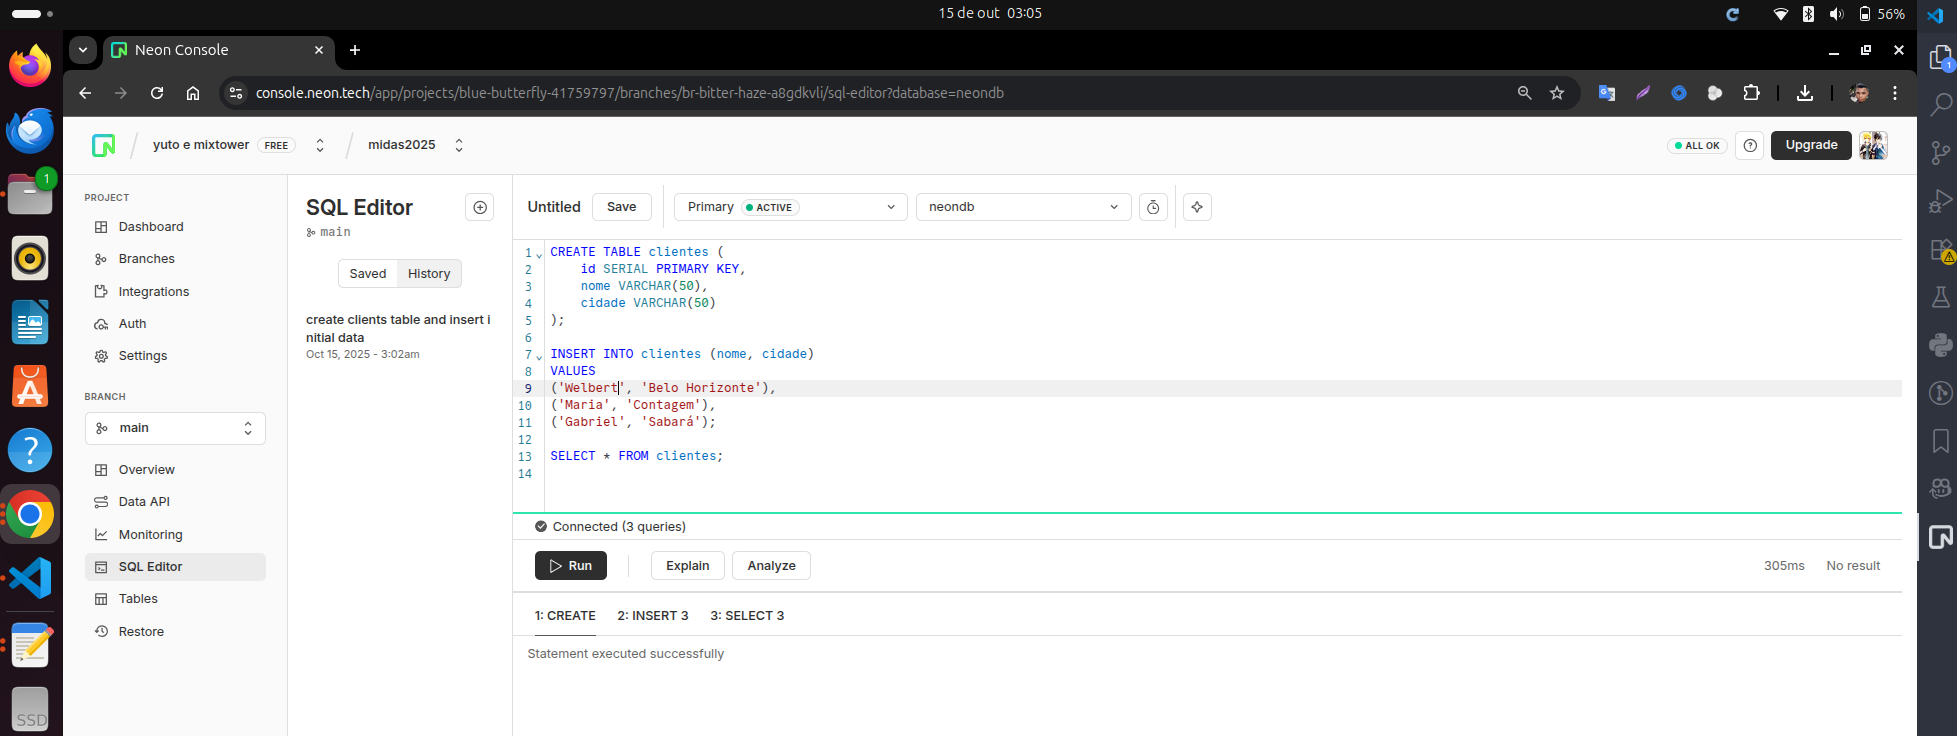 15 de out 03:05
56%
Neon Console
console.neon.tech/app/projects/blue-butterfly-41759797/branches/br-bitter-haze-a8gdkvli/sql-editor?database=neondb
1
1
yuto e mixtower FREE
midas2025
ALL OK
Upgrade
PROJECT
Dashboard
Branches
Integrations
Auth
Settings
BRANCH
main
Overview
Data API
Monitoring
SQL Editor
Tables
Restore
SSD
SQL Editor
main
Saved History
create clients table and insert i
nitial data
Oct 15, 2025 - 3:02am
Untitled Save Primary ACTIVE neondb
1 CREATE TABLE clientes (
2 id SERIAL PRIMARY KEY,
3 nome VARCHAR(50),
4 cidade VARCHAR(50)
5 );
6
7 INSERT INTO clientes (nome, cidade)
8 VALUES
9 ('Welbert', 'Belo Horizonte'),
10 ('Maria', 'Contagem'),
11 ('Gabriel', 'Sabará');
12
13 SELECT * FROM clientes;
14
Connected (3 queries)
Run Explain Analyze 305ms No result
1: CREATE 2: INSERT 3 3: SELECT 3
Statement executed successfully